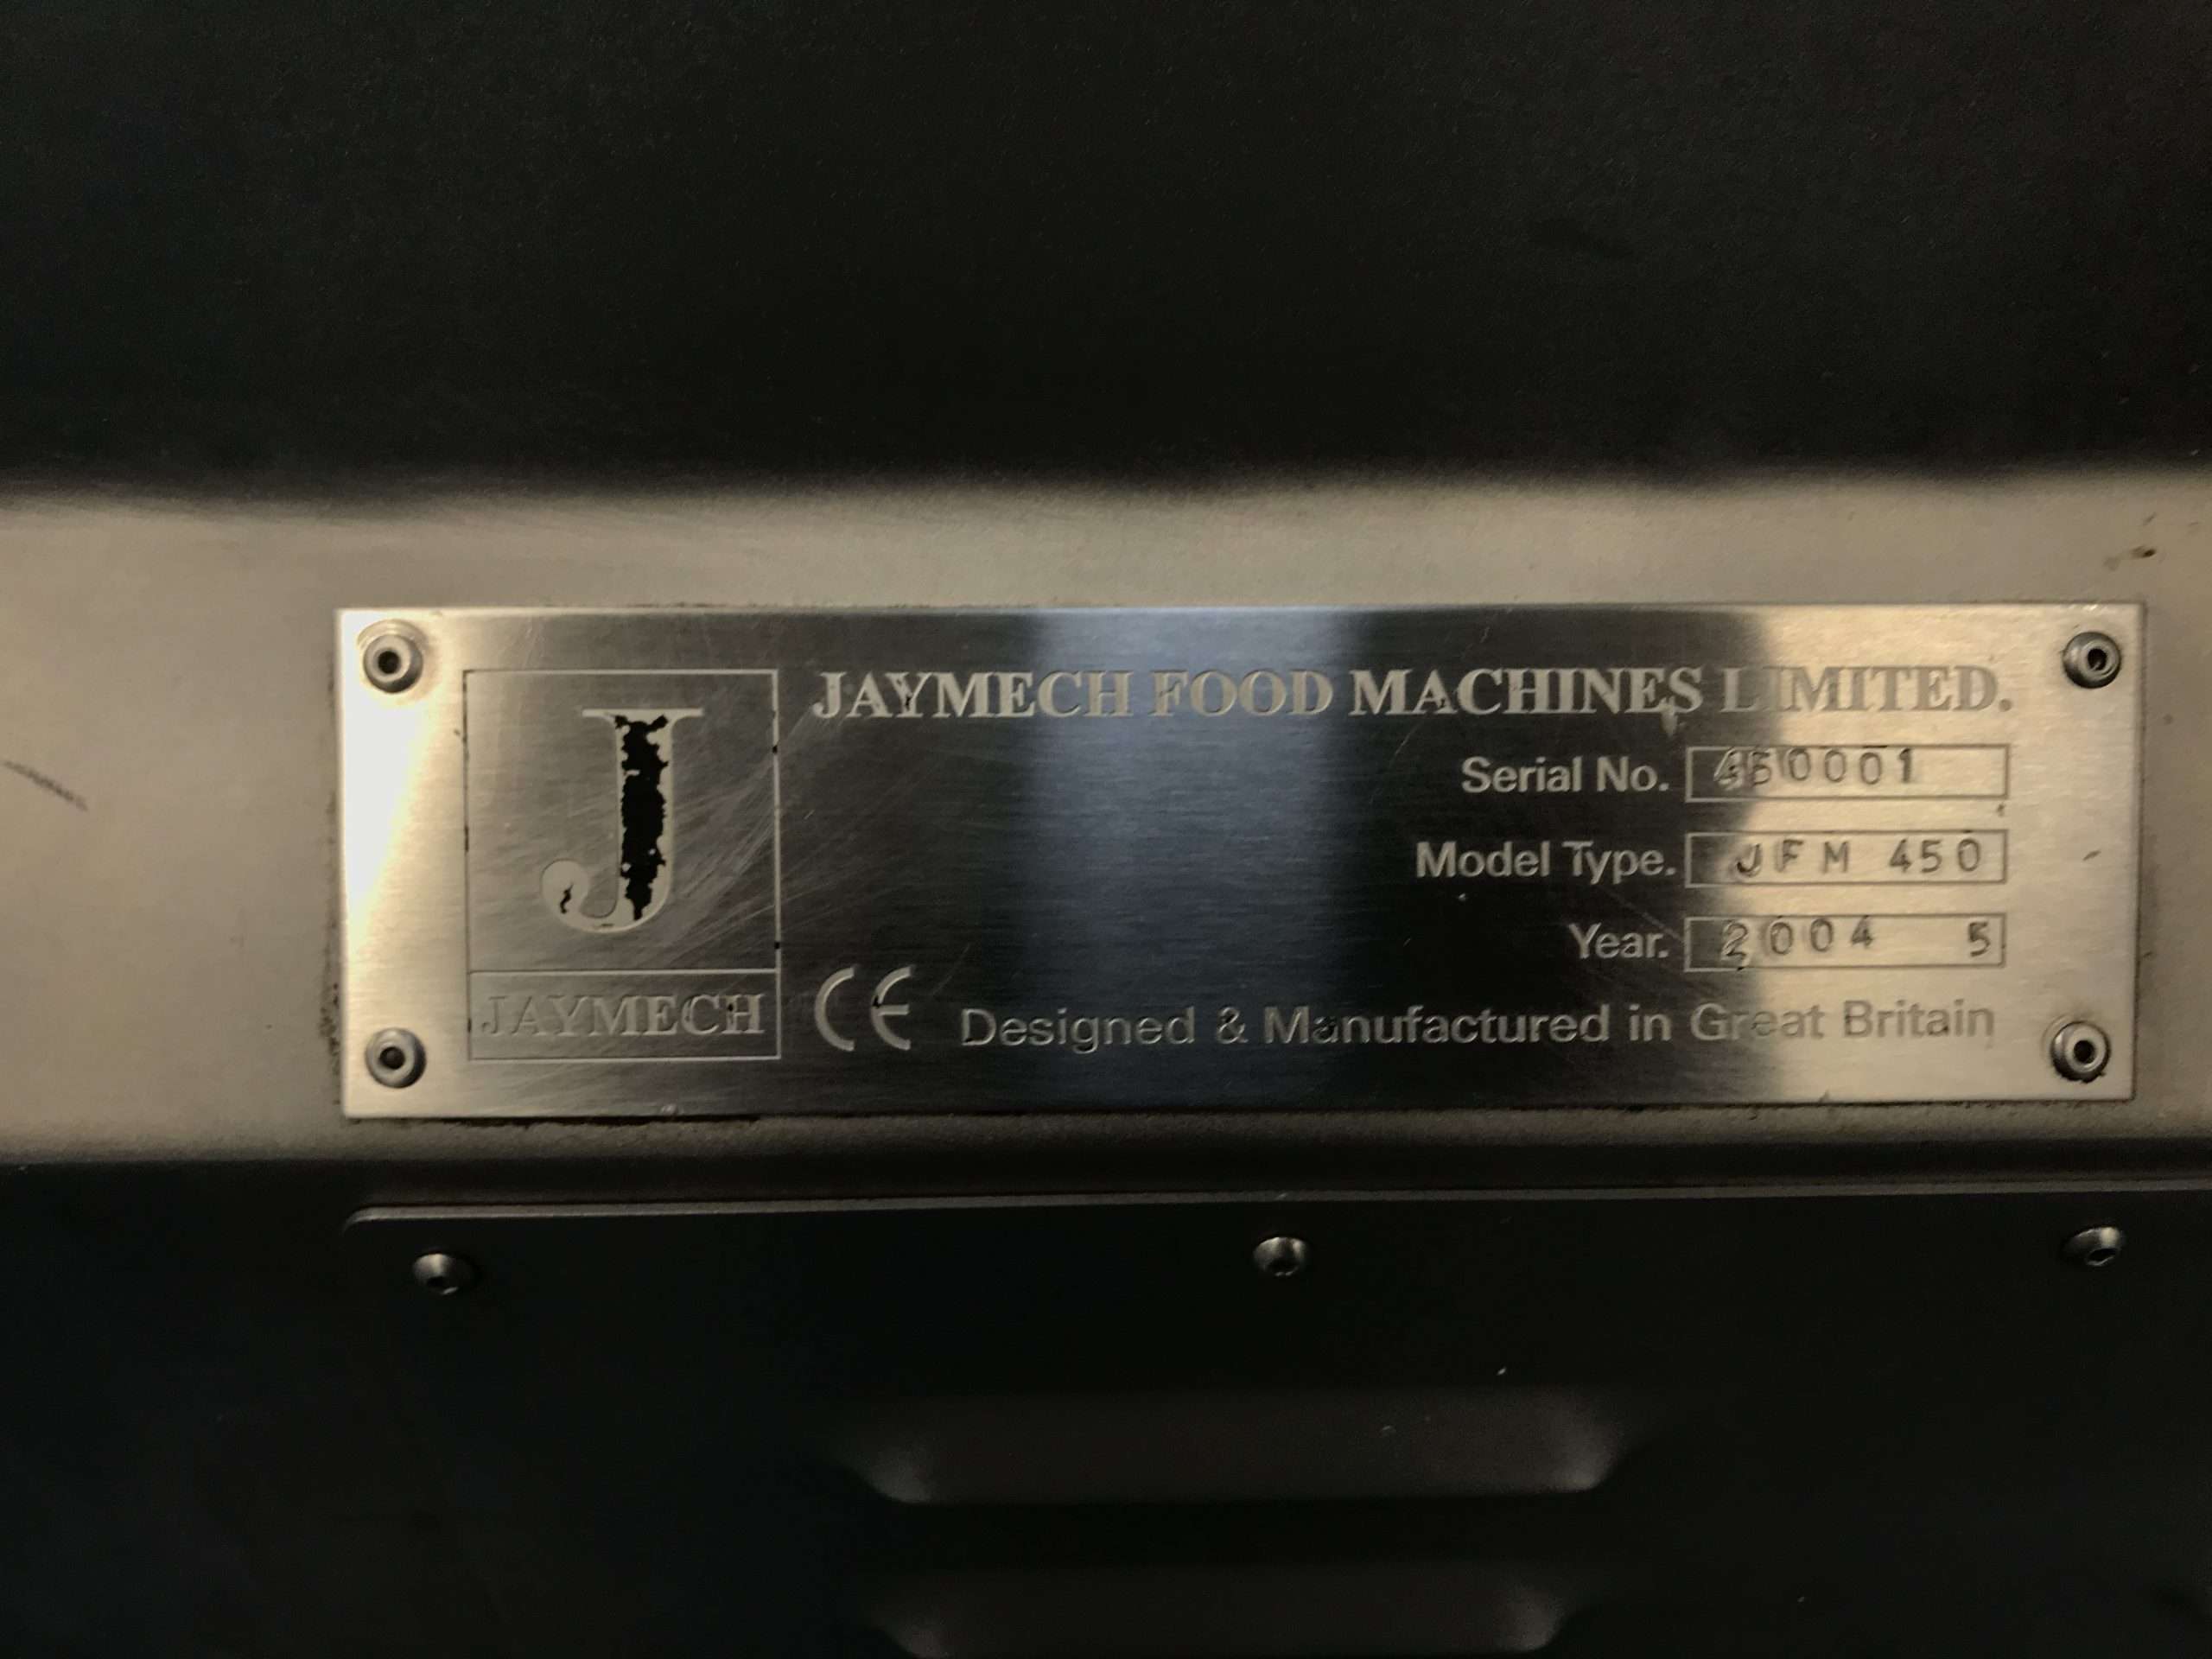 J
JAYMECH
JAYMECH FOOD MACHINES LIMITED.
Serial No.
Model Type. JFM 450
Year. 2004 5
CE Designed & Manufactured in Great Britain